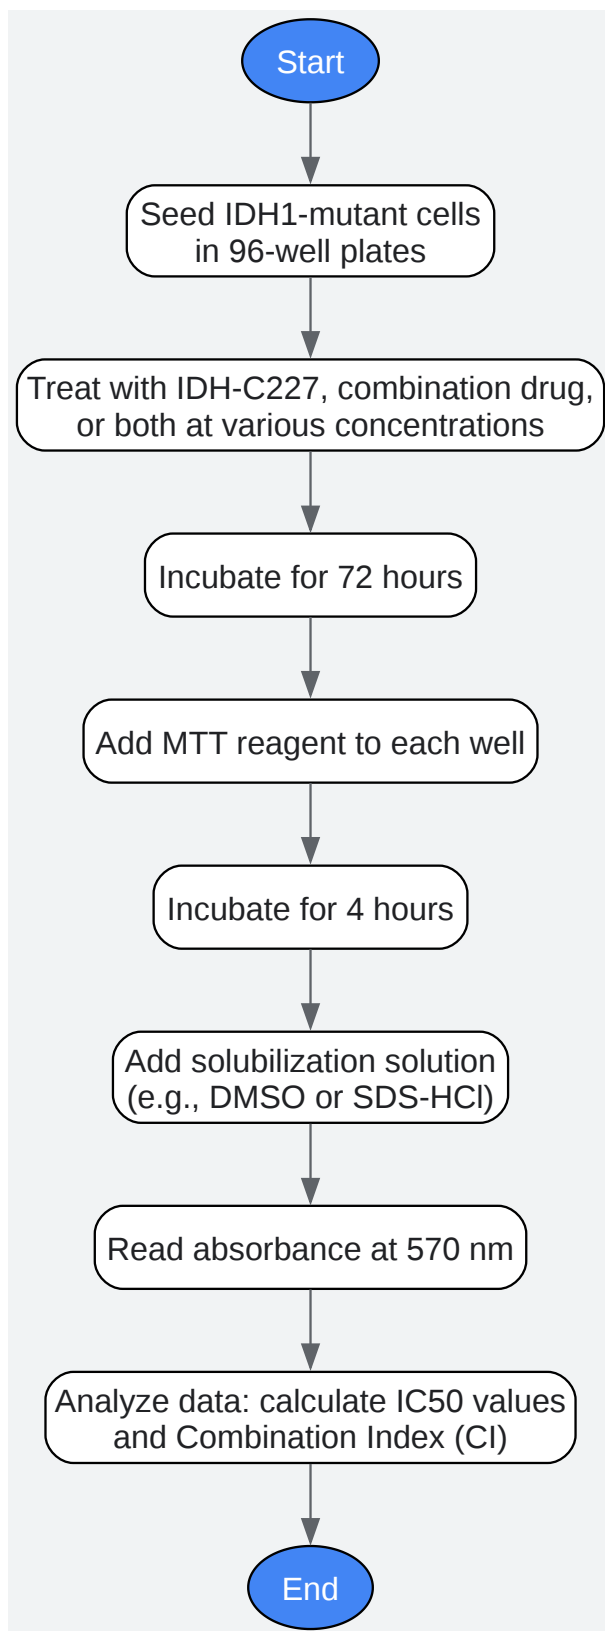 Start
Seed IDH1-mutant cells
in 96-well plates
Treat with IDH-C227, combination drug,
or both at various concentrations
Incubate for 72 hours
Add MTT reagent to each well
Incubate for 4 hours
Add solubilization solution
(e.g., DMSO or SDS-HCl)
Read absorbance at 570 nm
Analyze data: calculate IC50 values
and Combination Index (CI)
End